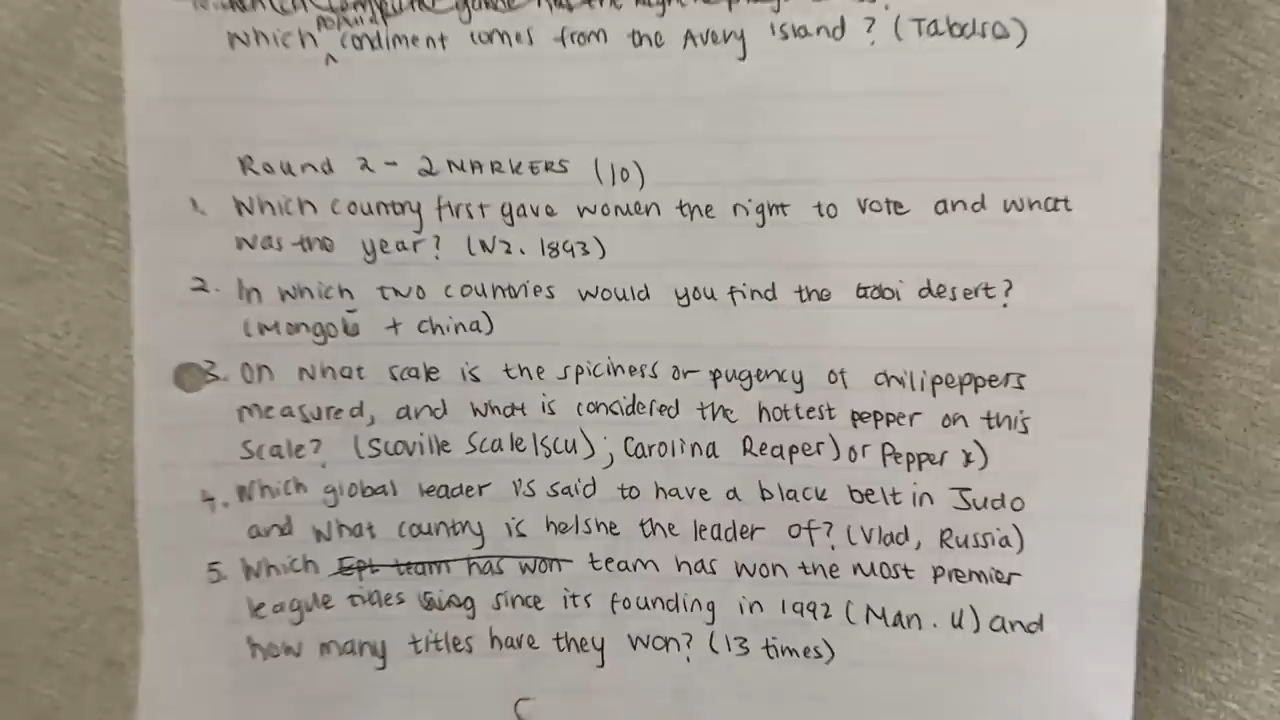 which condiment comes from the Avery island ? (Tabasco)
Round 2 - 2 MARKERS (10)
1. Which country first gave women the right to vote and what
was the year? (NZ. 1893)
2. In which two countries would you find the Gobi desert?
(Mongolia + China)
3. On what scale is the spiciness or pugency of chilipeppers
measured, and what is considered the hottest pepper on this
scale? (Scoville Scale/SCU) ; Carolina Reaper) or Pepper x)
4. Which global leader is said to have a black belt in Judo
and what country is he/she the leader of? (Vlad, Russia)
5. Which Epl team has won team has won the most premier
league titles since its founding in 1992 (Man. U) and
how many titles have they won? (13 times)